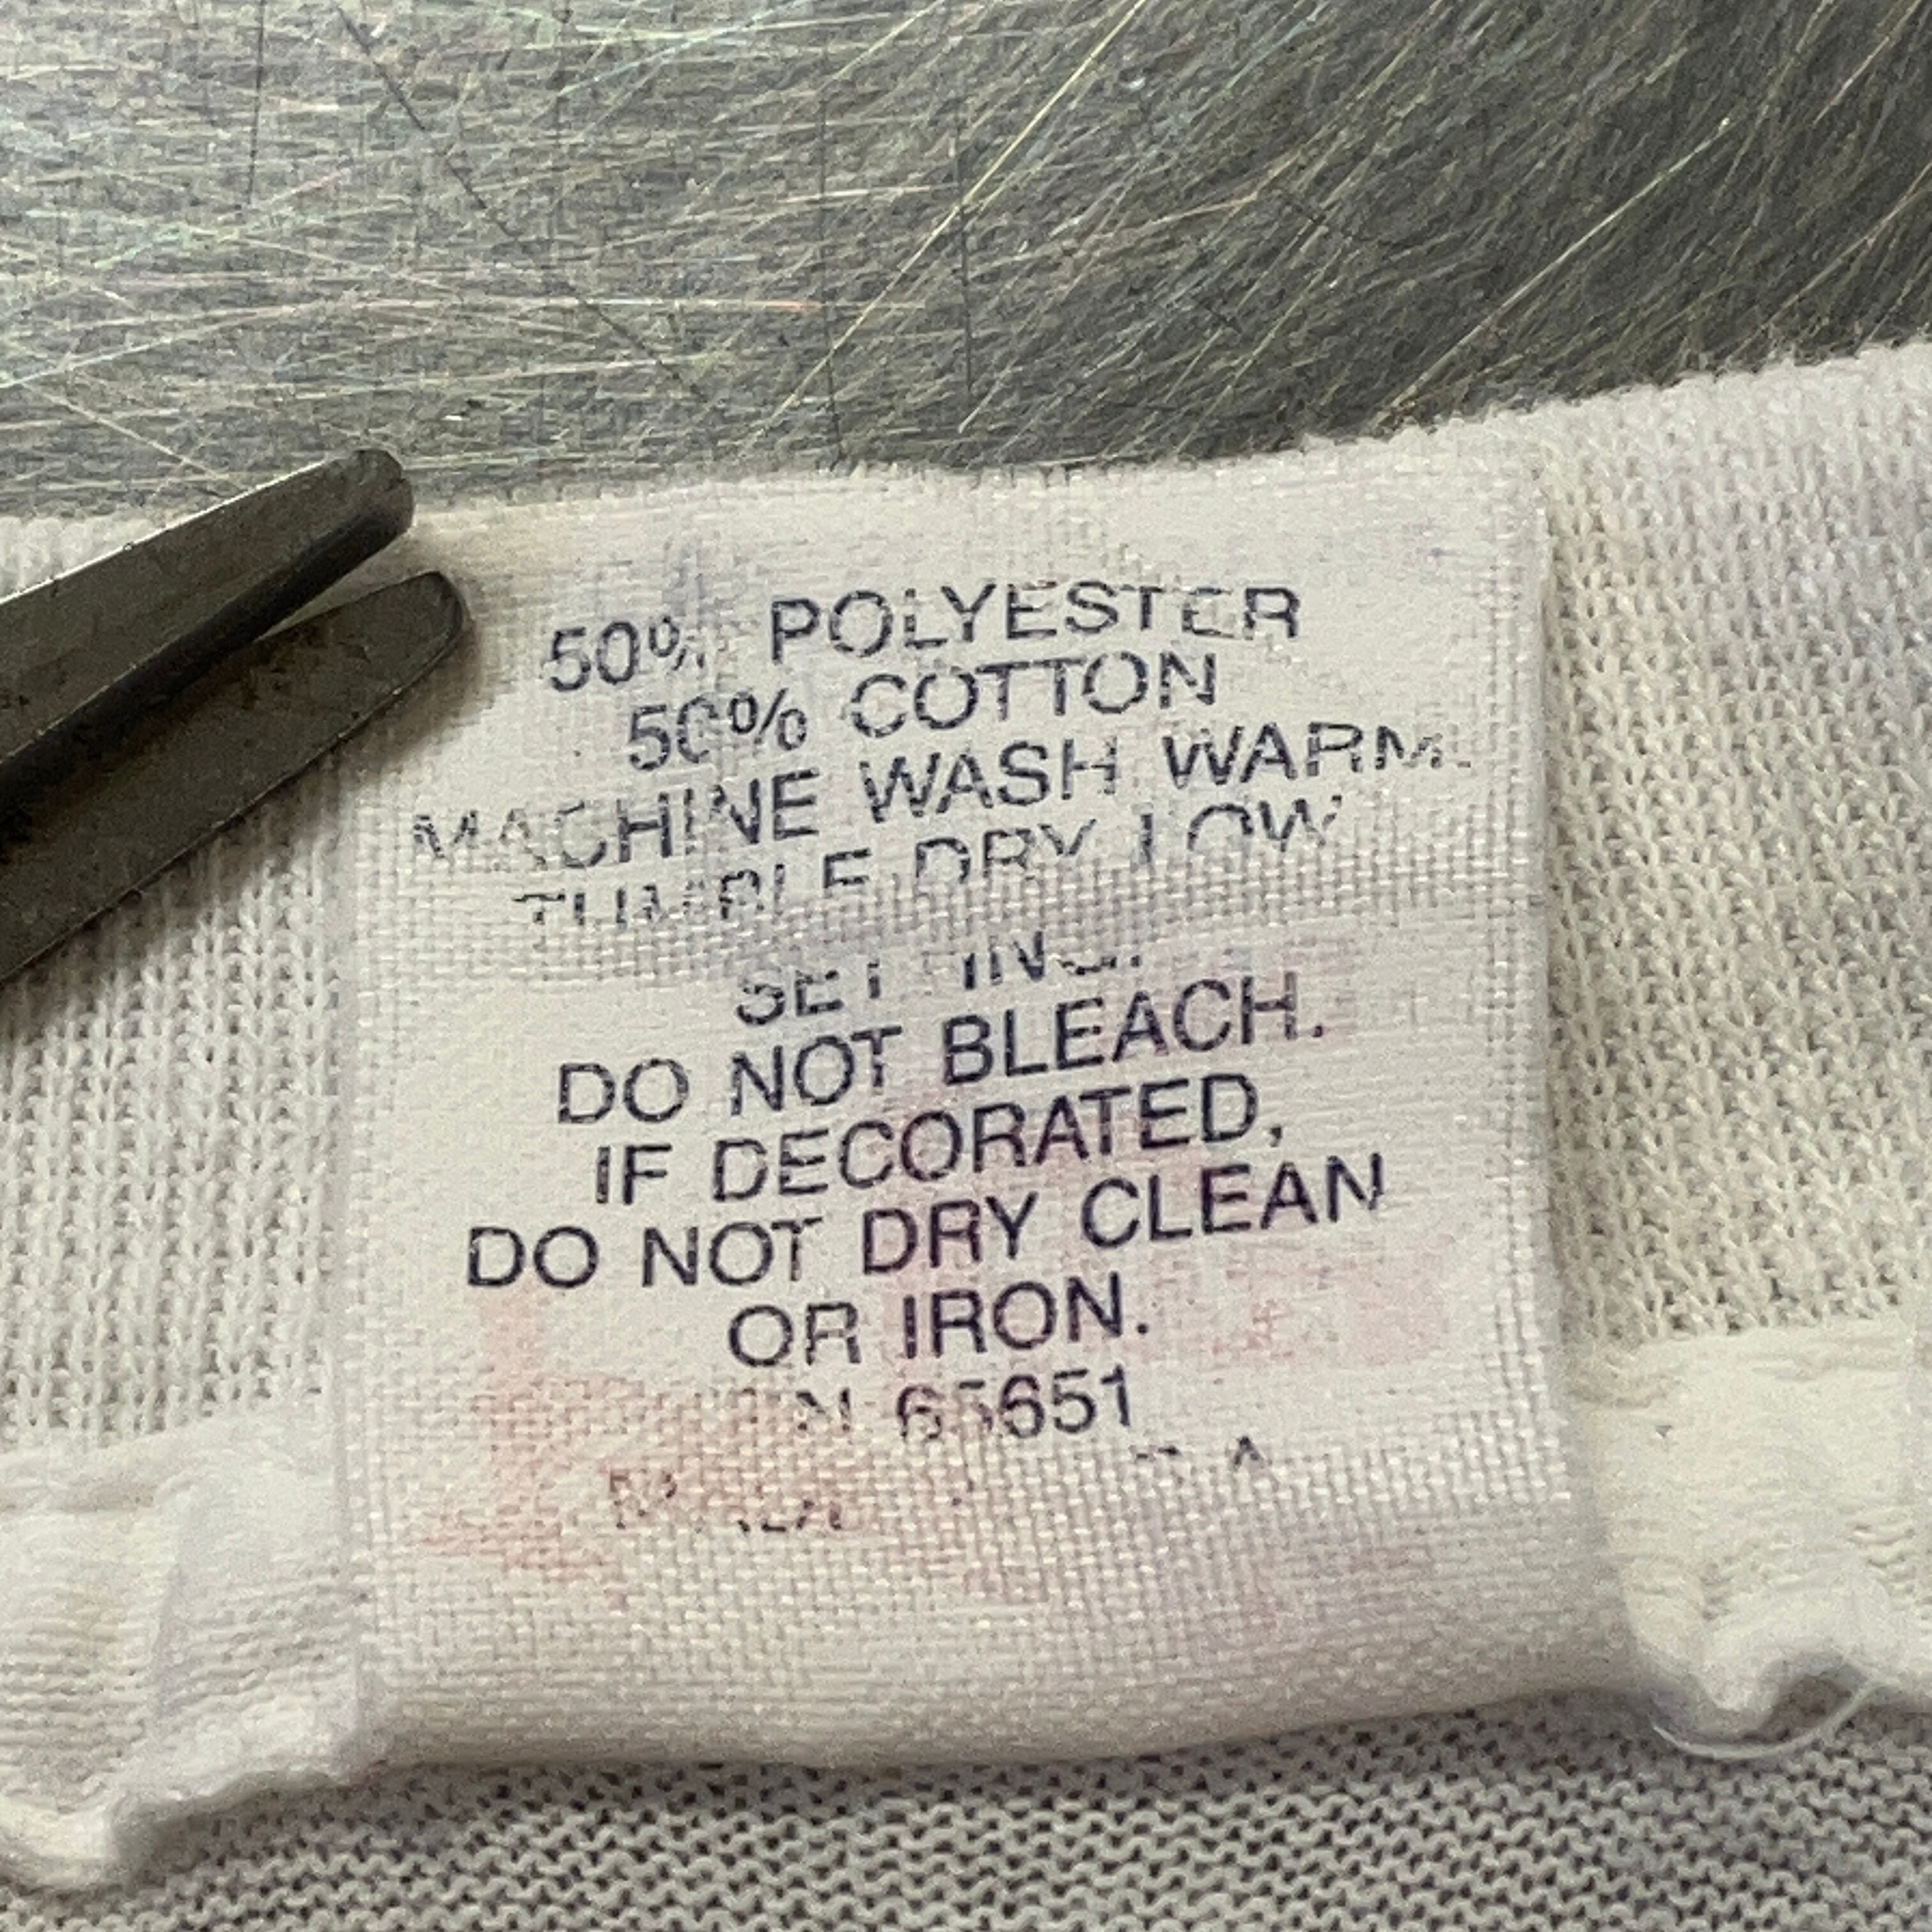 50% POLYESTER
50% COTTON
MACHINE WASH WARM.
TUMBLE DRY LOW
SETTING.
DO NOT BLEACH.
IF DECORATED,
DO NOT DRY CLEAN
OR IRON.
65651